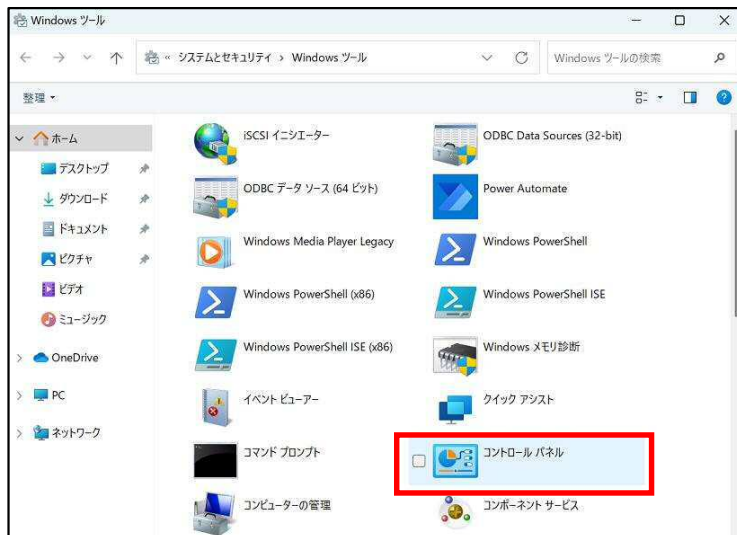 Windows ツール
« システムとセキュリティ › Windows ツール
Windows ツールの検索
整理
ホーム
デスクトップ
ダウンロード
ドキュメント
ピクチャ
ビデオ
ミュージック
OneDrive
PC
ネットワーク
iSCSI イニシエーター
ODBC Data Sources (32-bit)
ODBC データ ソース (64 ビット)
Power Automate
Windows Media Player Legacy
Windows PowerShell
Windows PowerShell (x86)
Windows PowerShell ISE
Windows PowerShell ISE (x86)
Windows メモリ診断
イベント ビューアー
クイック アシスト
コマンド プロンプト
コントロール パネル
コンピューターの管理
コンポーネント サービス